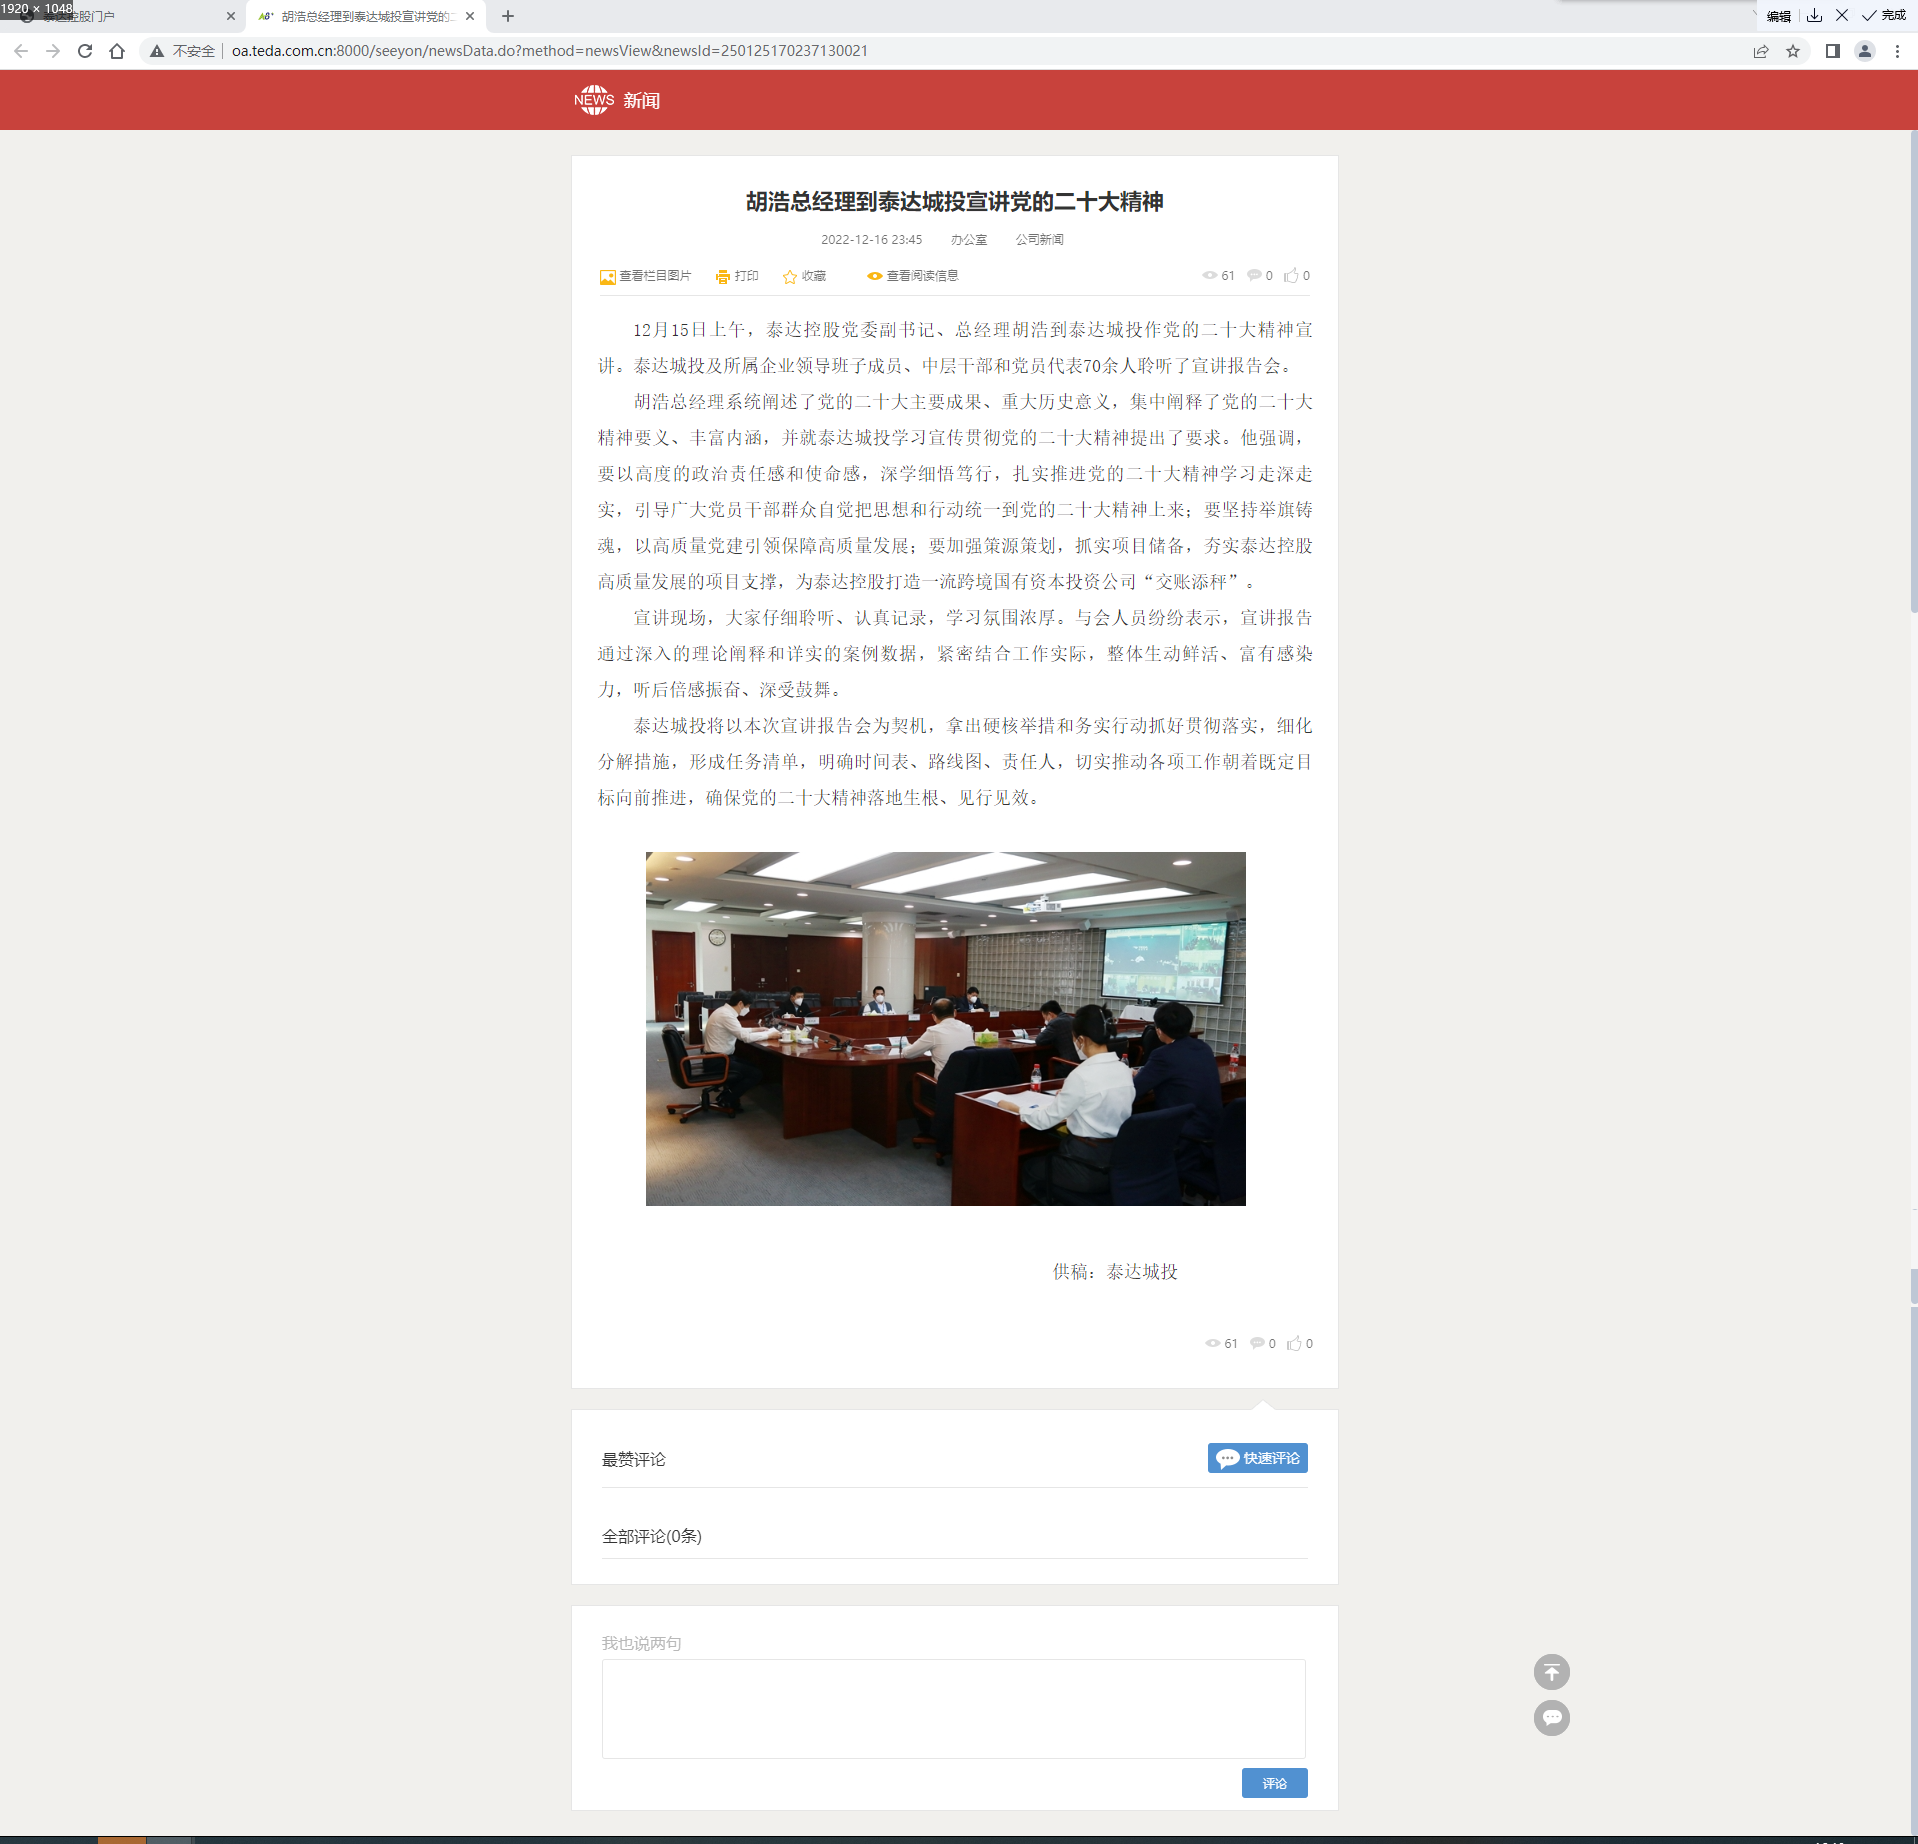 1920 × 1048
泰达控股门户
胡浩总经理到泰达城投宣讲党的二
编辑
完成
不安全
oa.teda.com.cn:8000/seeyon/newsData.do?method=newsView&newsId=250125170237130021
NEWS 新闻
胡浩总经理到泰达城投宣讲党的二十大精神
2022-12-16 23:45 办公室 公司新闻
查看栏目图片 打印 收藏 查看阅读信息 61 0 0
12月15日上午，泰达控股党委副书记、总经理胡浩到泰达城投作党的二十大精神宣
讲。泰达城投及所属企业领导班子成员、中层干部和党员代表70余人聆听了宣讲报告会。
胡浩总经理系统阐述了党的二十大主要成果、重大历史意义，集中阐释了党的二十大
精神要义、丰富内涵，并就泰达城投学习宣传贯彻党的二十大精神提出了要求。他强调，
要以高度的政治责任感和使命感，深学细悟笃行，扎实推进党的二十大精神学习走深走
实，引导广大党员干部群众自觉把思想和行动统一到党的二十大精神上来；要坚持举旗铸
魂，以高质量党建引领保障高质量发展；要加强策源策划，抓实项目储备，夯实泰达控股
高质量发展的项目支撑，为泰达控股打造一流跨境国有资本投资公司“交账添秤”。
宣讲现场，大家仔细聆听、认真记录，学习氛围浓厚。与会人员纷纷表示，宣讲报告
通过深入的理论阐释和详实的案例数据，紧密结合工作实际，整体生动鲜活、富有感染
力，听后倍感振奋、深受鼓舞。
泰达城投将以本次宣讲报告会为契机，拿出硬核举措和务实行动抓好贯彻落实，细化
分解措施，形成任务清单，明确时间表、路线图、责任人，切实推动各项工作朝着既定目
标向前推进，确保党的二十大精神落地生根、见行见效。
供稿：泰达城投
61 0 0
最赞评论
快速评论
全部评论(0条)
我也说两句
评论